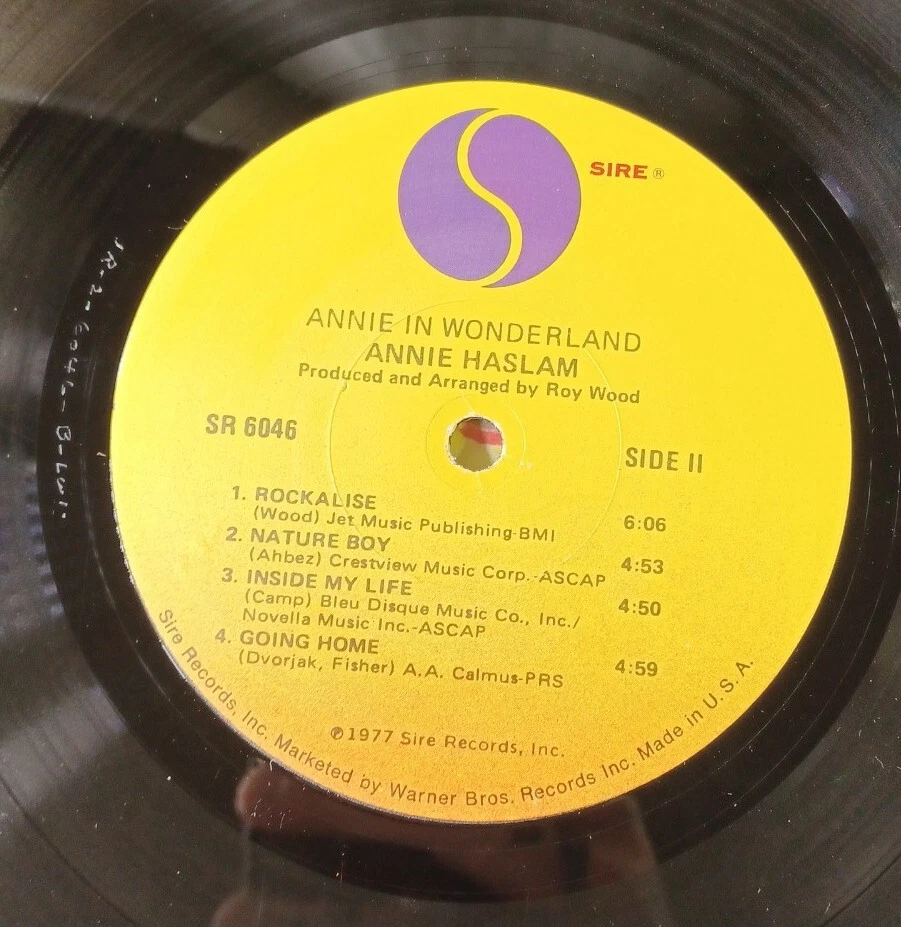 SIRE ®
ANNIE IN WONDERLAND
ANNIE HASLAM
Produced and Arranged by Roy Wood
SR 6046
SIDE II
1. ROCKALISE 6:06
(Wood) Jet Music Publishing-BMI
2. NATURE BOY 4:53
(Ahbez) Crestview Music Corp.-ASCAP
3. INSIDE MY LIFE 4:50
(Camp) Bleu Disque Music Co., Inc./
Novella Music Inc.-ASCAP
4. GOING HOME 4:59
(Dvorjak, Fisher) A.A. Calmus-PRS
℗1977 Sire Records, Inc.
Sire Records, Inc. Marketed by Warner Bros. Records Inc. Made in U.S.A.